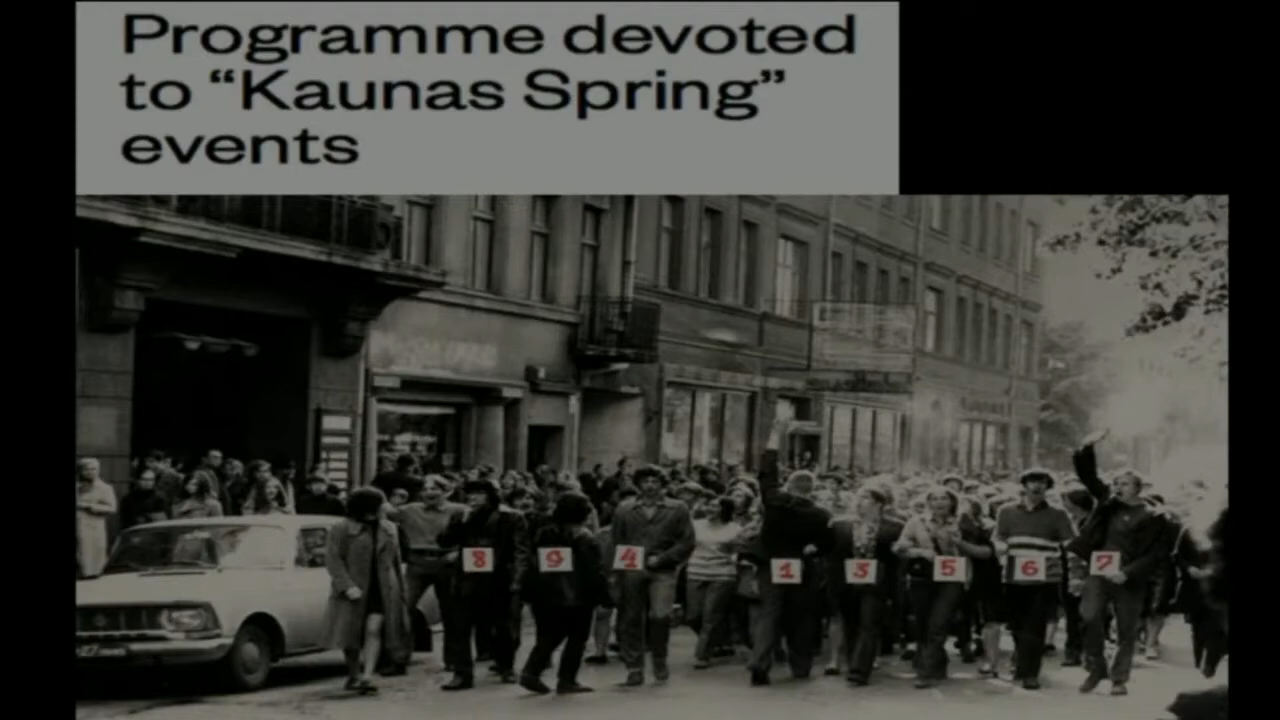 Programme devoted
to “Kaunas Spring”
events
8 9 4 1 3 5 6 7